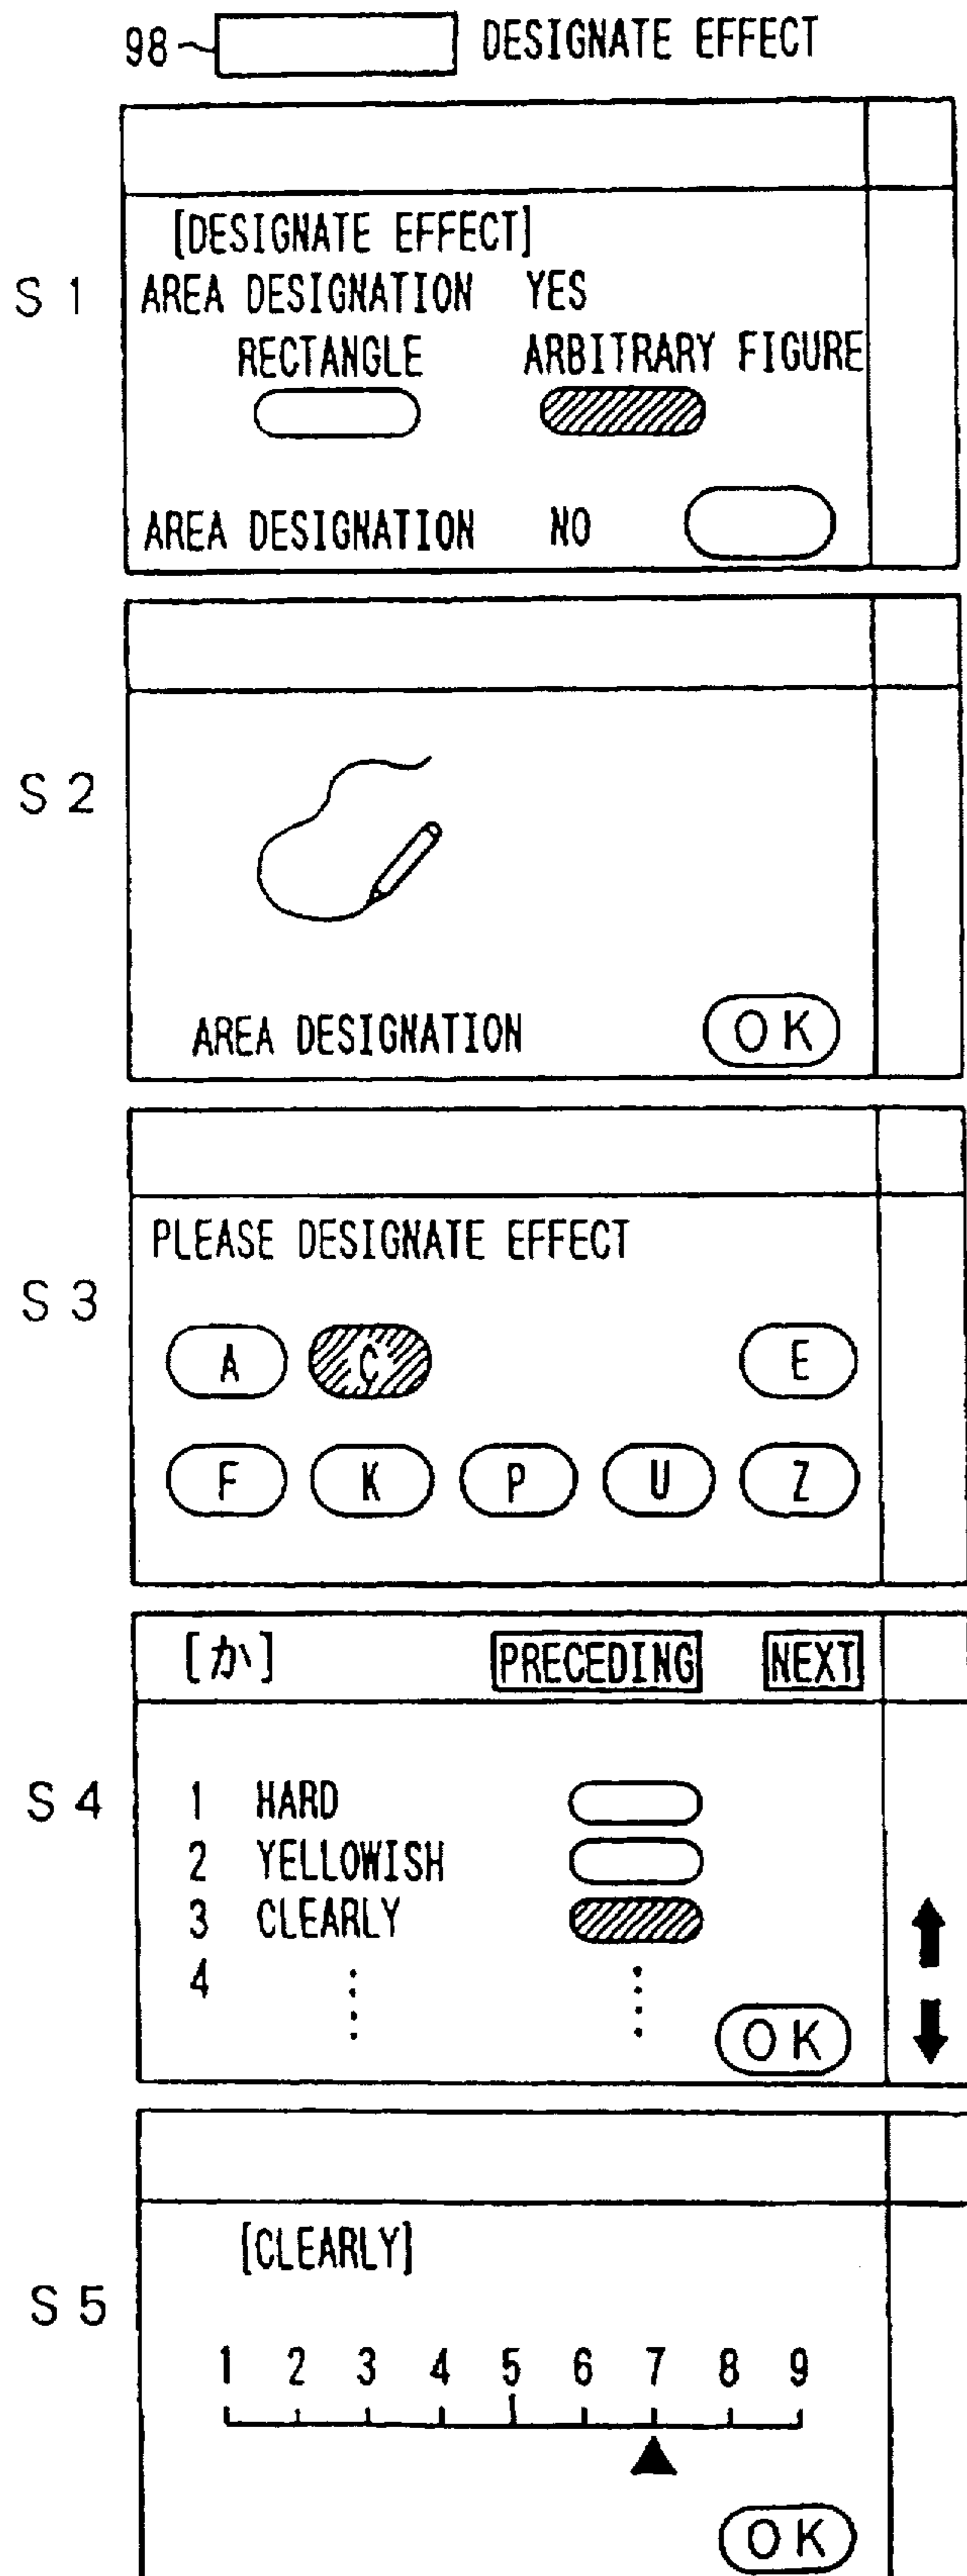 98 DESIGNATE EFFECT
S 1
[DESIGNATE EFFECT]
AREA DESIGNATION YES
RECTANGLE ARBITRARY FIGURE
AREA DESIGNATION NO
S 2
AREA DESIGNATION OK
S 3
PLEASE DESIGNATE EFFECT
A C E
F K P U Z
S 4
[か] PRECEDING NEXT
1 HARD
2 YELLOWISH
3 CLEARLY
4
OK
S 5
[CLEARLY]
1 2 3 4 5 6 7 8 9
OK